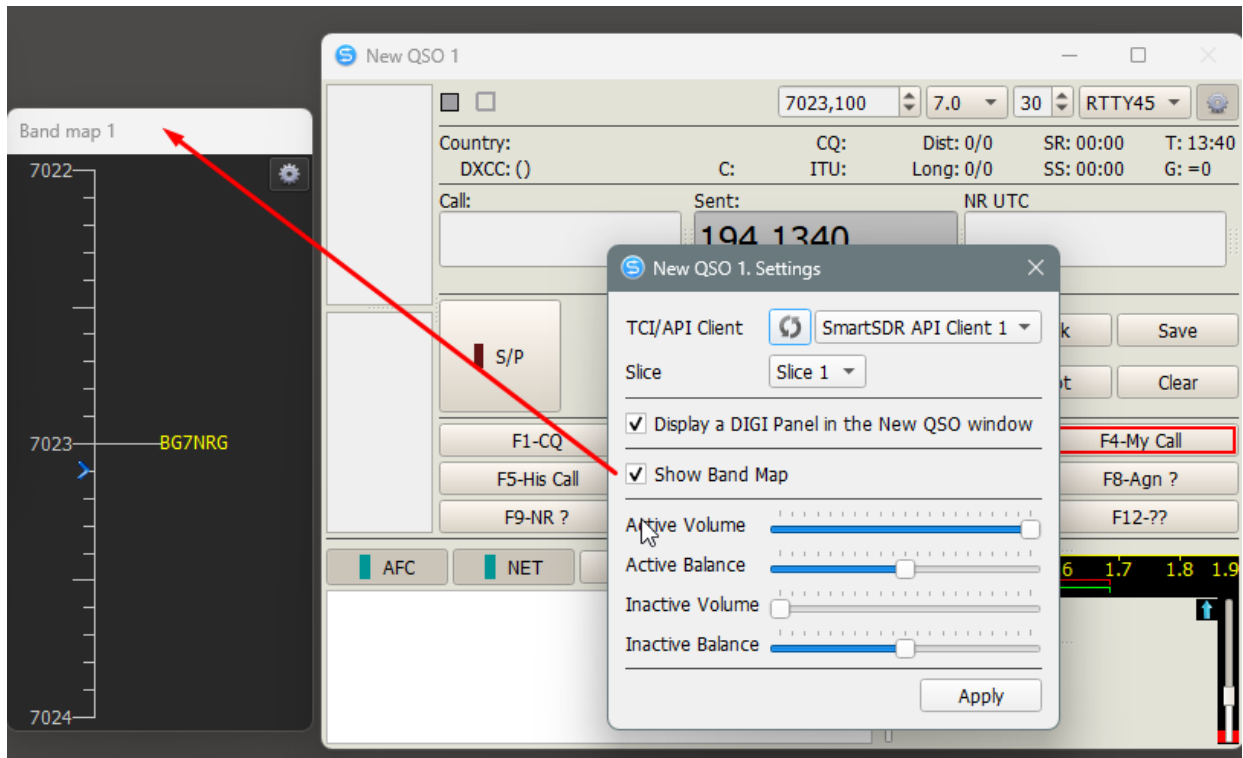 New QSO 1
Band map 1
7022
7023
BG7NRG
7024
7023,100 7.0 30 RTTY45
Country: CQ: Dist: 0/0 SR: 00:00 T: 13:40
DXCC: () C: ITU: Long: 0/0 SS: 00:00 G: =0
Call: Sent: NR UTC
194 1340
S/P
k Save
Clear
F1-CQ F4-My Call
F5-His Call F8-Agn ?
F9-NR ? F12-??
AFC NET
6 1.7 1.8 1.9
New QSO 1. Settings
TCI/API Client SmartSDR API Client 1
Slice Slice 1
Display a DIGI Panel in the New QSO window
Show Band Map
Active Volume
Active Balance
Inactive Volume
Inactive Balance
Apply